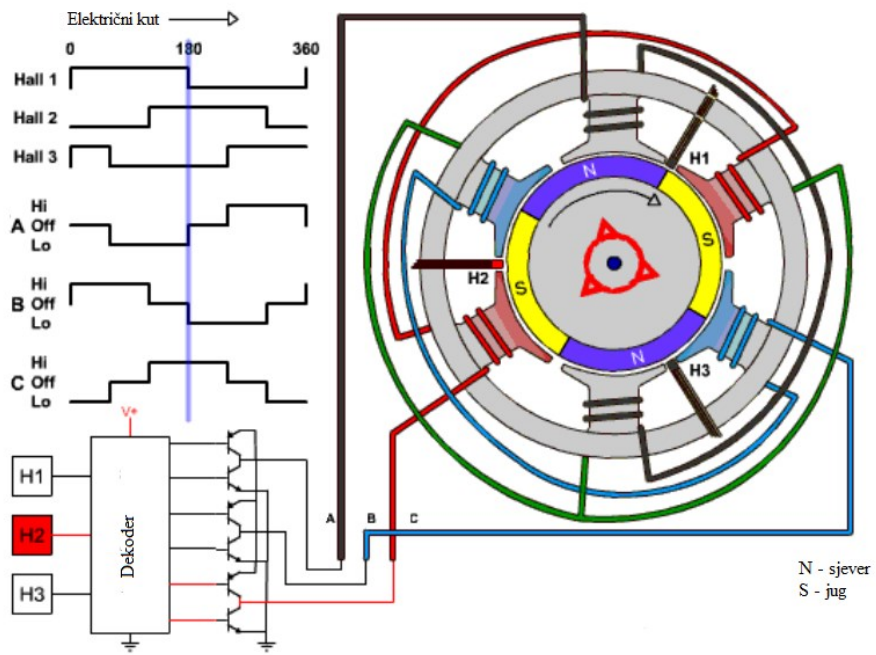 Električni kut
0 180 360
Hall 1
Hall 2
Hall 3
Hi
A Off
Lo
Hi
B Off
Lo
Hi
C Off
Lo
V+
H1
H2
H3
Dekoder
A B C
N
S
S
N
H1
H2
H3
N - sjever
S - jug